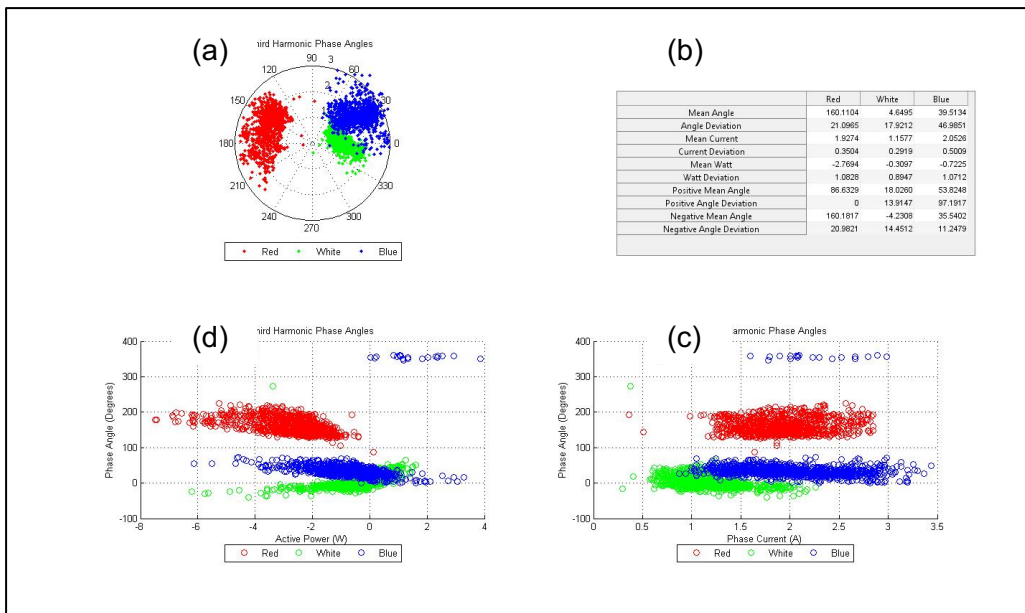 (a)
hird Harmonic Phase Angles
90
120
3
60
2
150
30
180
0
210
330
240
300
270
Red White Blue
(b)
Red White Blue
Mean Angle 160.1104 4.6495 39.5134
Angle Deviation 21.0965 17.9212 46.9851
Mean Current 1.9274 1.1577 2.0526
Current Deviation 0.3504 0.2919 0.5009
Mean Watt -2.7694 -0.3097 -0.7225
Watt Deviation 1.0828 0.8947 1.0712
Positive Mean Angle 86.6329 18.0260 53.8248
Positive Angle Deviation 0 13.9147 97.1917
Negative Mean Angle 160.1817 -4.2308 35.5402
Negative Angle Deviation 20.9821 14.4512 11.2479
(d)
hird Harmonic Phase Angles
400
300
200
100
0
-100
Phase Angle (Degrees)
-8 -6 -4 -2 0 2 4
Active Power (W)
Red White Blue
(c)
armonic Phase Angles
400
300
200
100
0
-100
Phase Angle (Degrees)
0 0.5 1 1.5 2 2.5 3 3.5
Phase Current (A)
Red White Blue